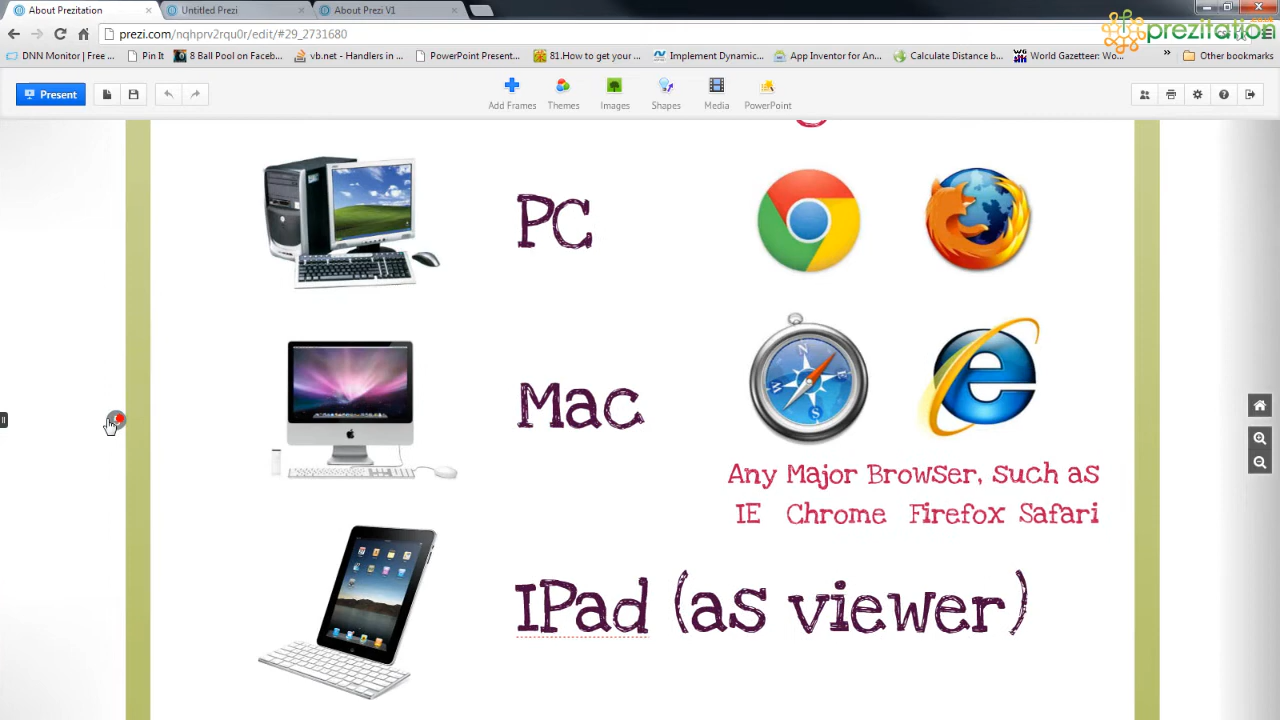 About Prezitation
Untitled Prezi
About Prezi V1
prezi.com/nqhprv2rqu0r/edit/#29_2731680
prezitation
DNN Monitor | Free ...
Pin It
8 Ball Pool on Faceb...
vb.net - Handlers in ...
PowerPoint Present...
81.How to get your ...
Implement Dynamic...
App Inventor for An...
Calculate Distance b...
World Gazetteer: Wo...
»
Other bookmarks
Present
Add Frames
Themes
Images
Shapes
Media
PowerPoint
PC
Mac
Any Major Browser, such as
IE Chrome Firefox Safari
IPad (as viewer)